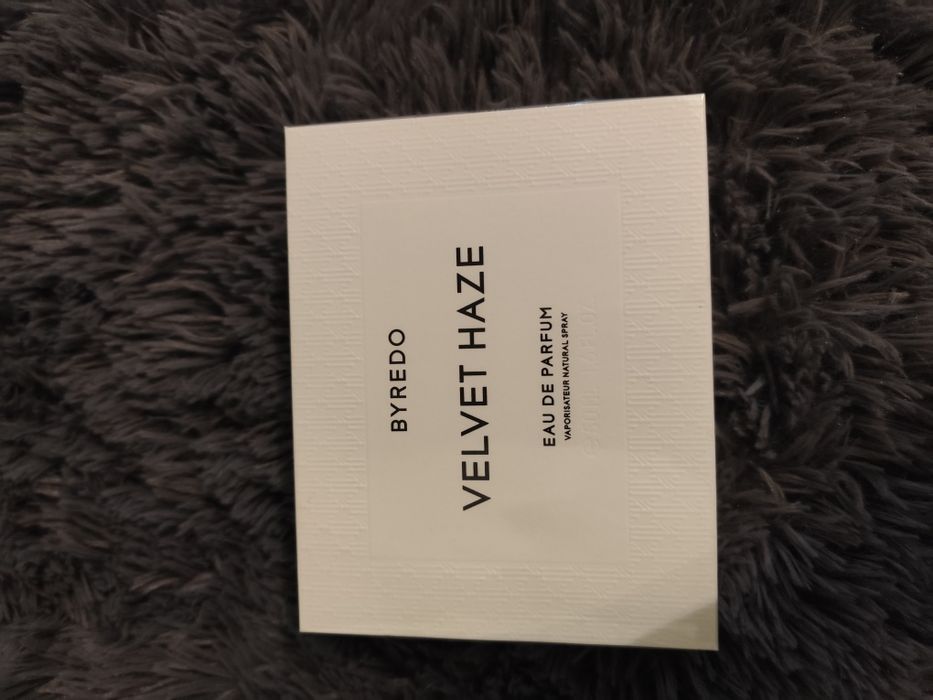 BYREDO
VELVET HAZE
EAU DE PARFUM
VAPORISATEUR NATURAL SPRAY